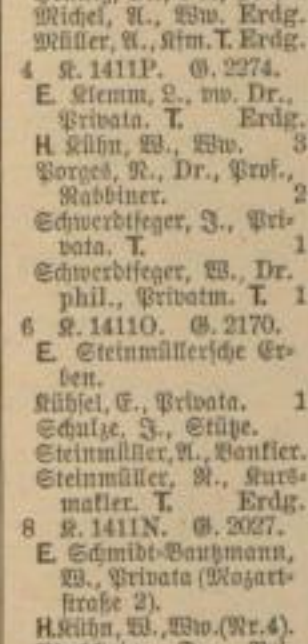 Michel, A., Ww. Erdg.
Müller, A., Kfm. T. Erdg.
4 K. 1411P. G. 2274.
E. Klemm, L., vw. Dr.,
Privata. T. Erdg.
H. Kühn, W., Ww. 3
Porges, N., Dr., Prof.,
Rabbiner. 2
Schwerdtfeger, J., Pri-
vata. T. 1
Schwerdtfeger, W., Dr.
phil., Privatm. T. 1
6 K. 1411O. G. 2170.
E. Steinmüllersche Er-
ben.
Kühsel, E., Privata. 1
Schulze, J., Stütze.
Steinmüller, A., Bankier.
Steinmüller, R., Kurs-
makler. T. Erdg.
8 K. 1411N. G. 2027.
E. Schmidt-Bautzmann,
W., Privata (Mozart-
straße 2).
H. Kühn, W., Ww. (Nr. 4).